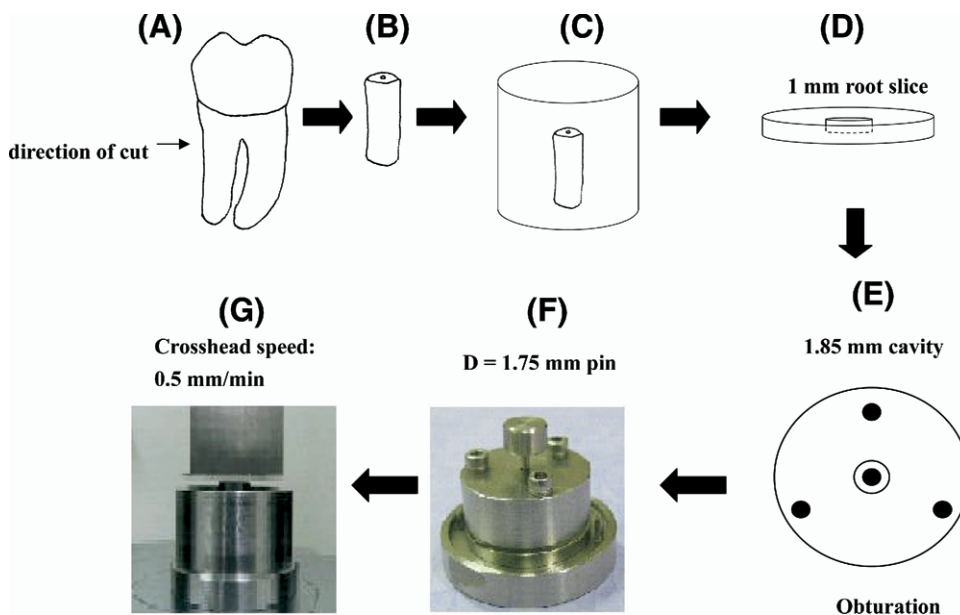 (A)
(B)
(C)
(D)
1 mm root slice
direction of cut
(G)
Crosshead speed:
0.5 mm/min
(F)
D = 1.75 mm pin
(E)
1.85 mm cavity
Obturation